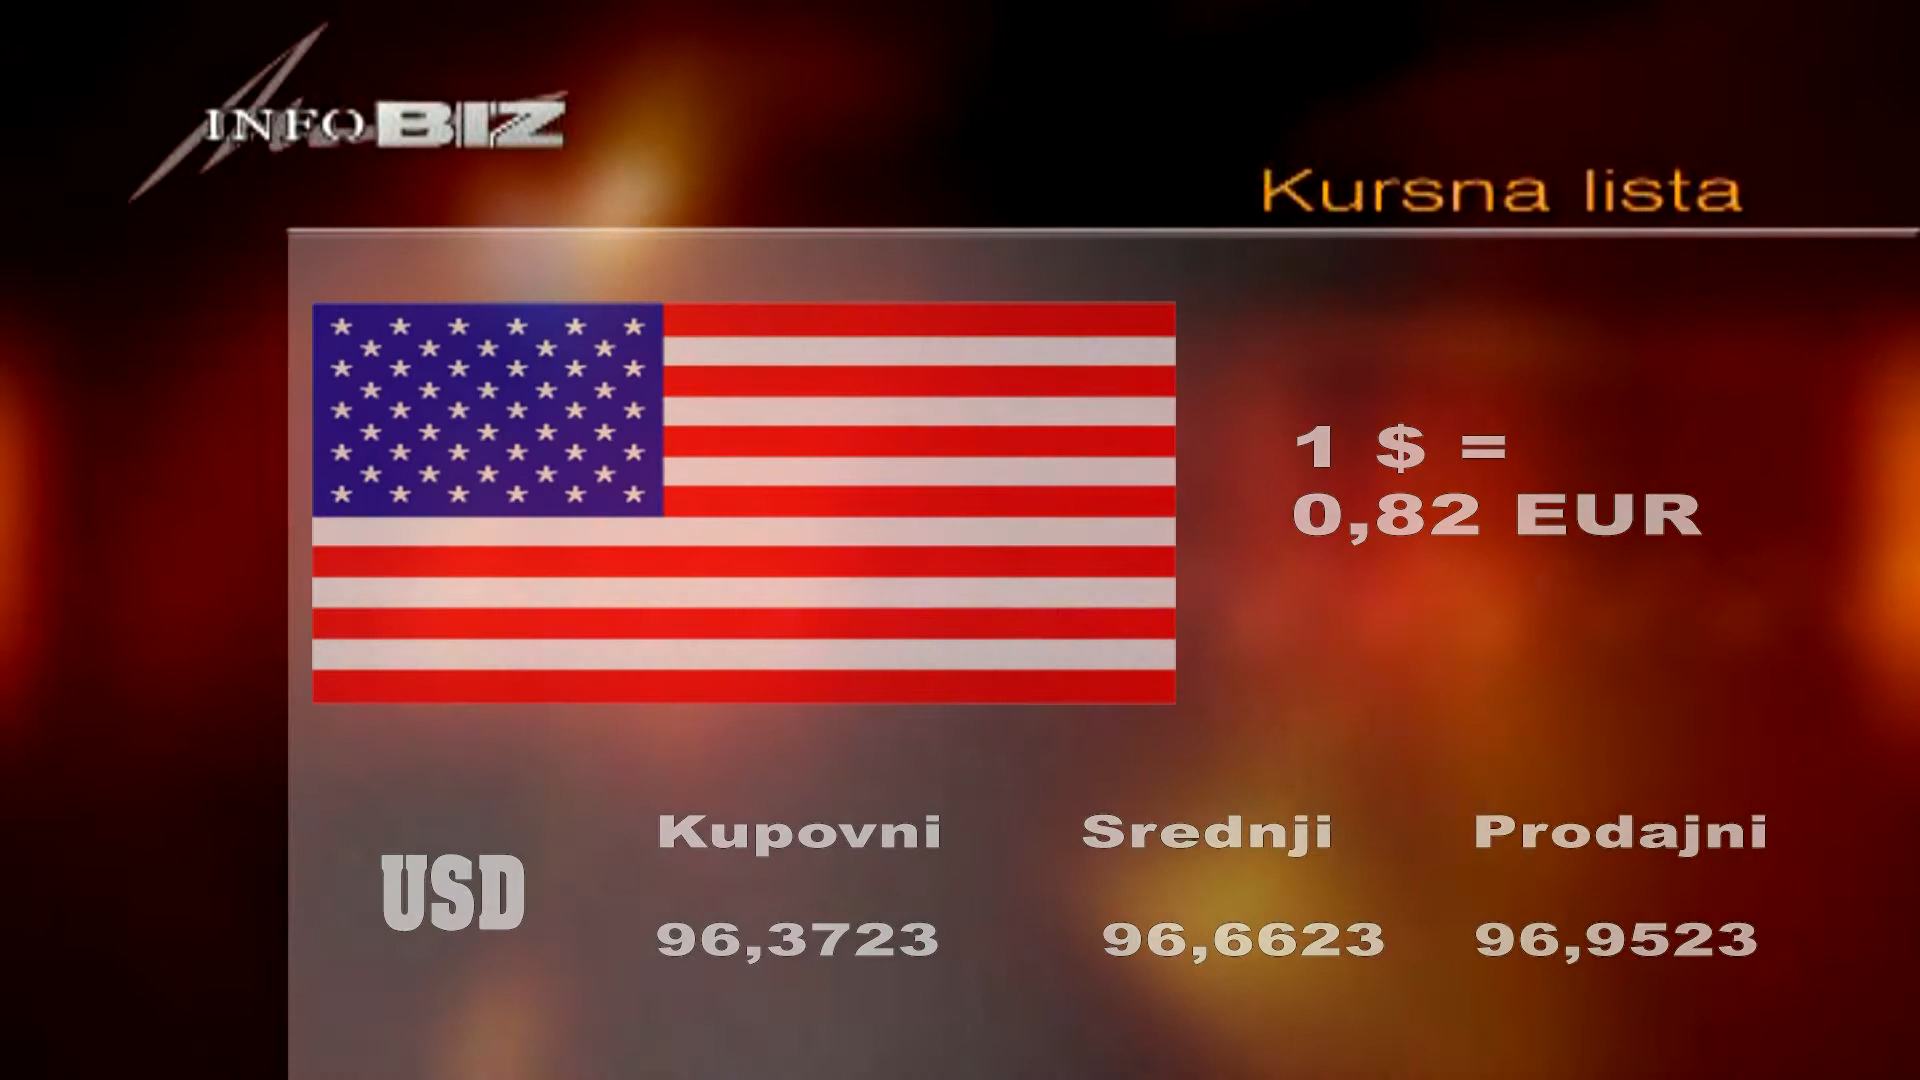 INFO BIZ
Kursna lista
1 $ =
0,82 EUR
Kupovni Srednji Prodajni
USD
96,3723 96,6623 96,9523